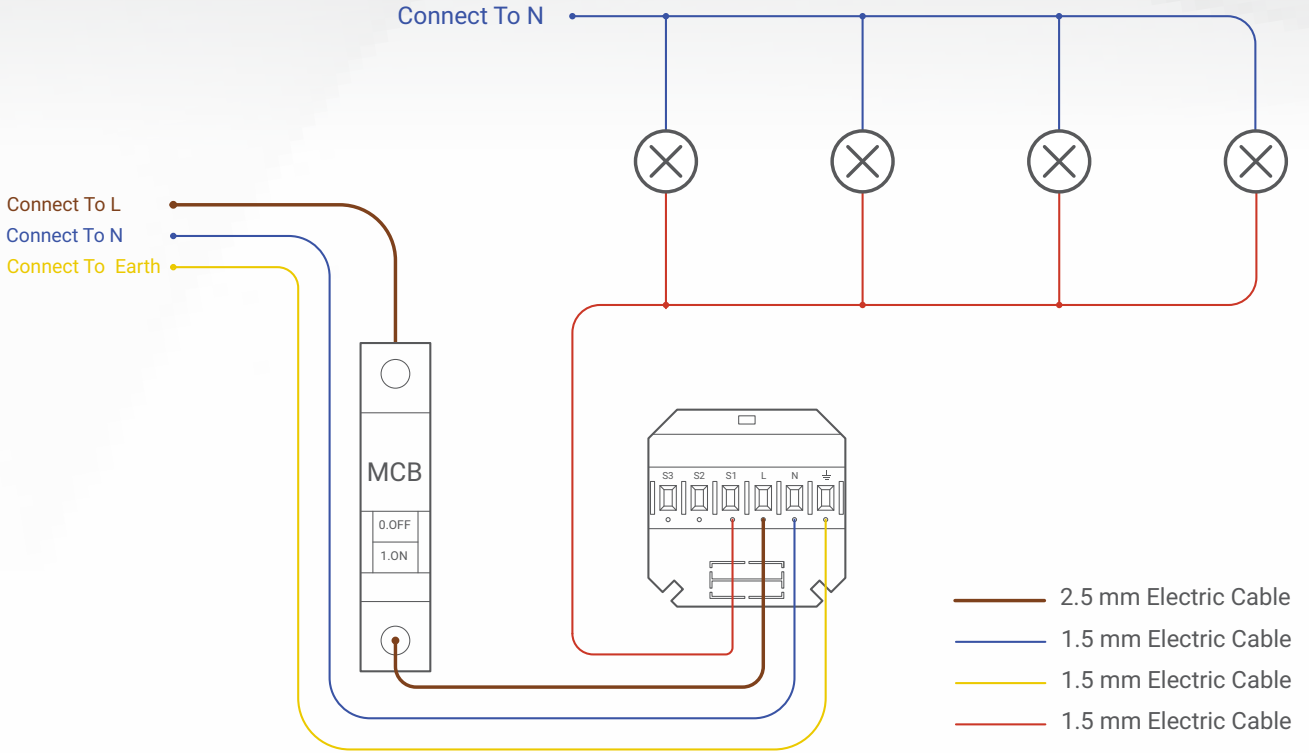 Connect To N
Connect To L
Connect To N
Connect To Earth
MCB
0.OFF
1.ON
S3 S2 S1 L N
2.5 mm Electric Cable
1.5 mm Electric Cable
1.5 mm Electric Cable
1.5 mm Electric Cable